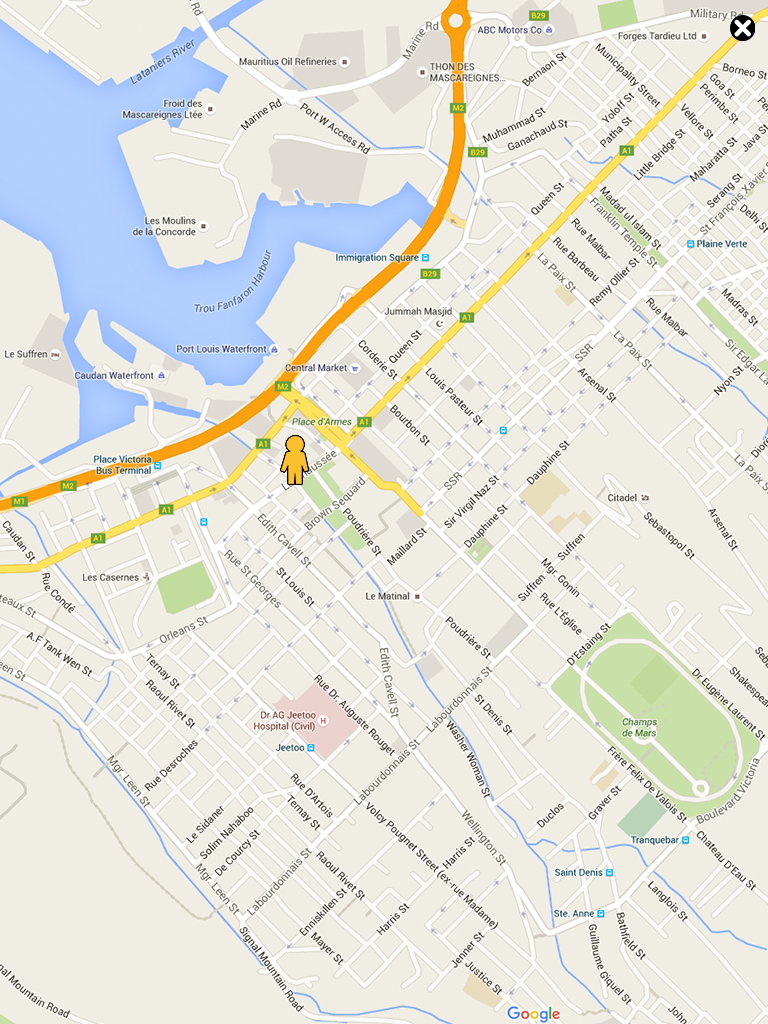 Military Rd
B29
ABC Motors Co
Forges Tardieu Ltd
Rd
Lataniers River
Marine Rd
Mauritius Oil Refineries
THON DES
MASCAREIGNES...
Bernaon St
Municipality Street
Borneo St
Goa St
Perimbe St
Vellore St
Java St
Froid des
Mascareignes Ltée
Marine Rd
Port W Access Rd
M2
Muhammad St
Ganachaud St
Yoloff St
Patha St
B29
A1
Little Bridge St
Maharatta St
Serang St
St François Xavier S
Delhi St
Queen St
Madad ul Islam St
Franklin Temple St
Les Moulins
de la Concorde
Rue Malbar
Rue Barbeau
Plaine Verte
Immigration Square
La Paix St
B29
Remy Ollier St
Trou Fanfaron Harbour
Madras St
Rue Malbar
Jummah Masjid
A1
Queen St
La Paix St
Sir Edgar L
Le Suffren
Port Louis Waterfront
Corderie St
SSR
Central Market
Caudan Waterfront
Louis Pasteur St
Arsenal St
Nyon St
M2
Bourbon St
Place d'Armes
A1
A1
Dion
La Paix S
Place Victoria
Bus Terminal
Dauphine St
M2
SSR
Sir Virgil Naz St
Citadel
M1
Brown Sequard
A1
Poudrière St
Edith Cavell St
Dauphine St
Sebastopol St
Arsenal St
Caudan St
A1
Maillard St
Suffren
Mgr. Gonin
Rue St Georges
Les Casernes
St Louis St
Suffren
Rue Condé
Le Matinal
Rue L'Église
teaux St
Orleans St
Poudrière St
D'Estaing St
A.F Tank Wen St
Edith Cavell St
Ternay St
Shakespeare
Dr Eugène Laurent St
Raoul Rivet St
Rue Dr. Auguste Rouget
Labourdonnais St
St Denis St
Dr AG Jeetoo
Hospital (Civil)
Champs
de Mars
Jeetoo
Washer Woman St
Mgr Leen St
Rue Desroches
Labourdonnais St
Frère Felix De Valois St
Boulevard Victoria
Rue D'Artois
Ternay St
Graver St
Le Sidaner
Solim Nahaboo
De Courcy St
Volcy Pougnet Street (ex-rue Madame)
Wellington St
Duclos
Tranquebar
Chateau D'Eau St
Harris St
Labourdonnais St
Raoul Rivet St
Saint Denis
Mgr Leen St
Langlois St
Enniskillen St
Harris St
Ste. Anne
Bathfield St
Guillaume Giquel St
Signal Mountain Road
Mayer St
Jenner St
Justice St
nal Mountain Road
Google
John